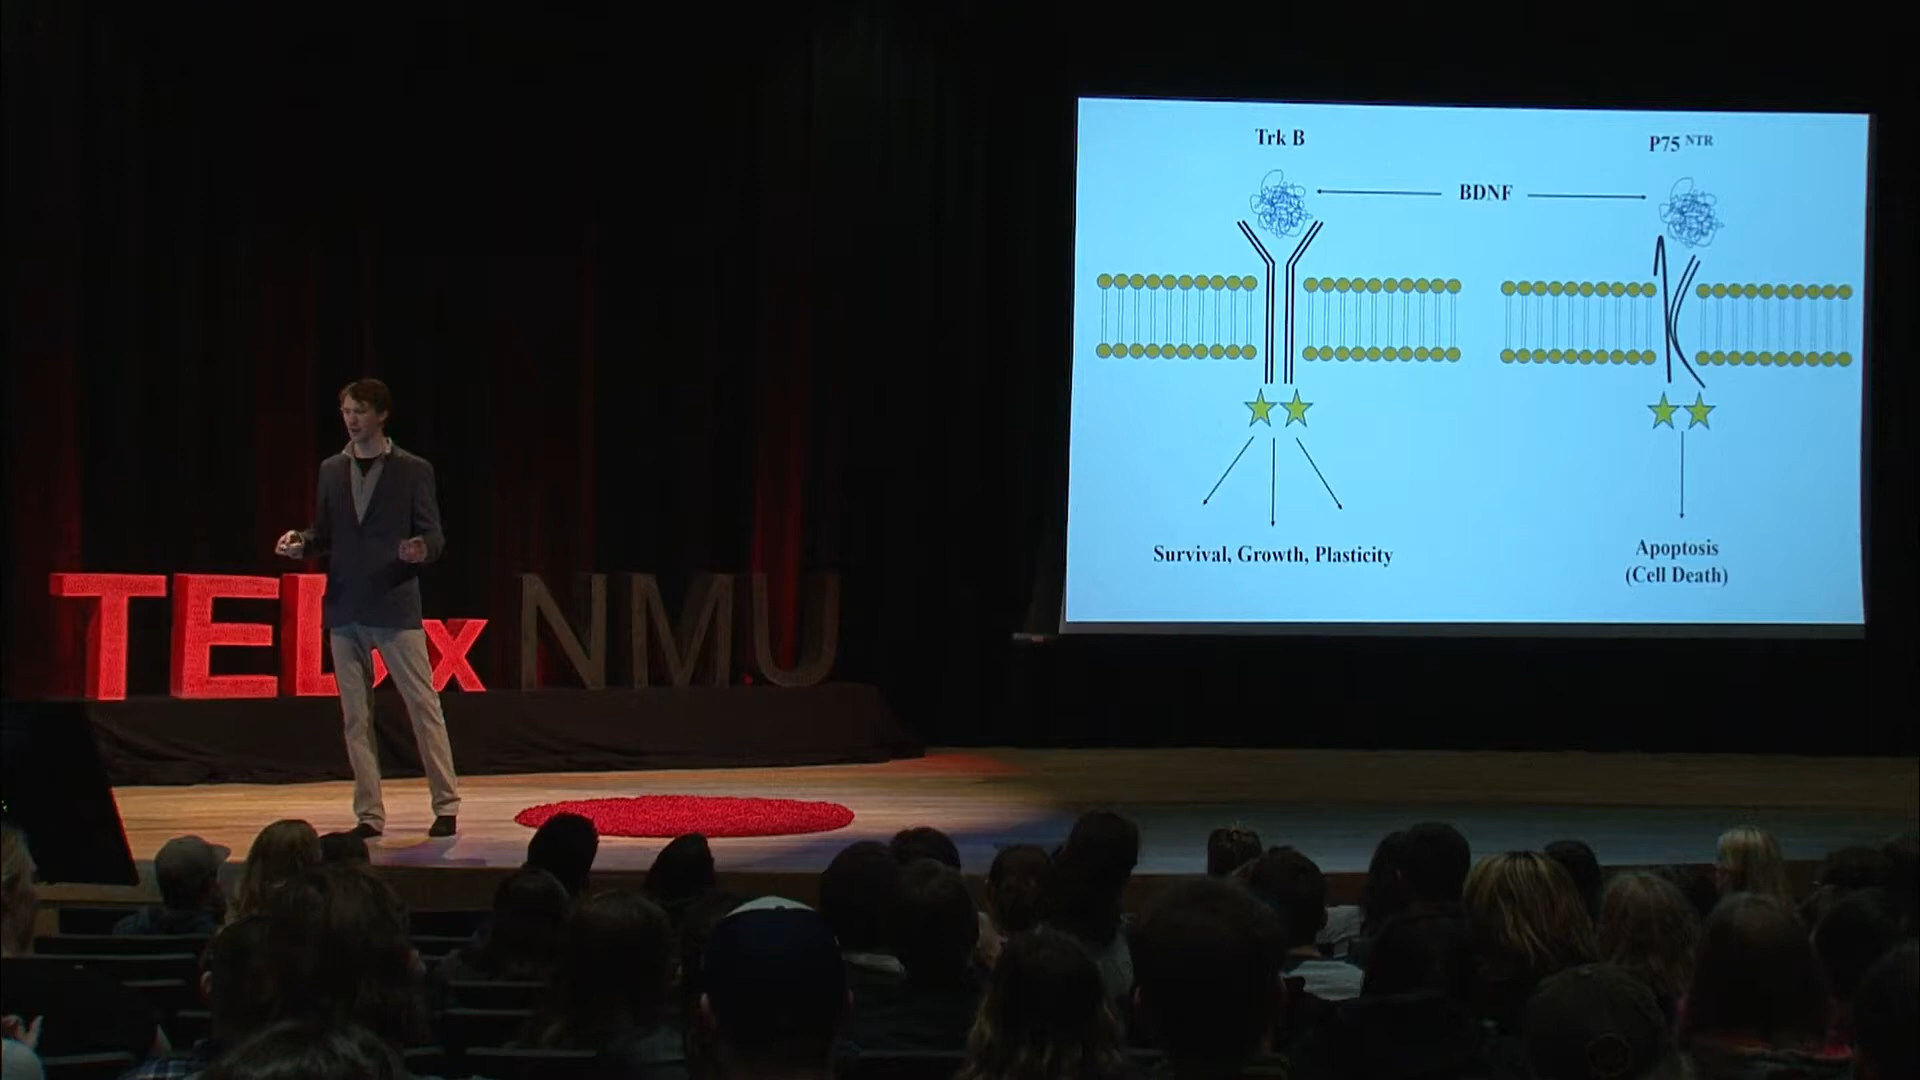 Trk B
P75 NTR
BDNF
Survival, Growth, Plasticity
Apoptosis
(Cell Death)
TEDx NMU